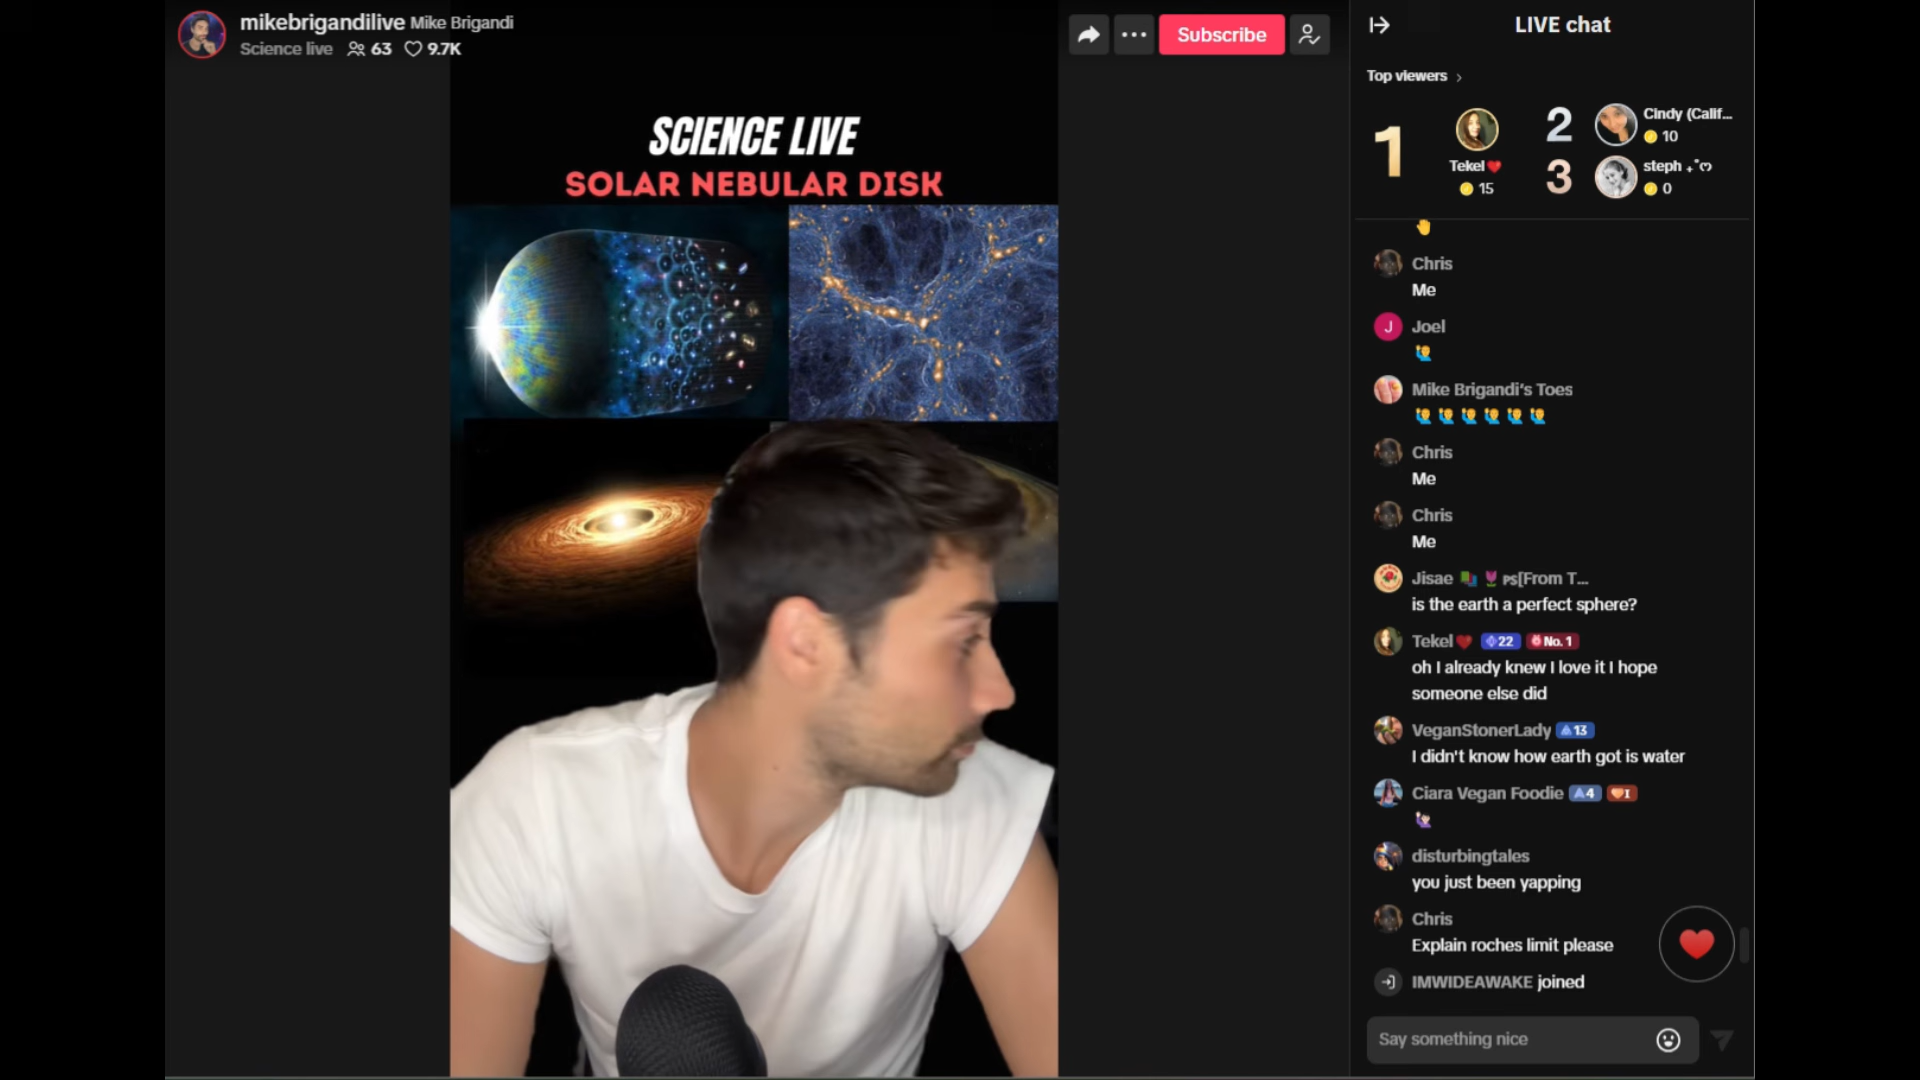 mikebrigandilive Mike Brigandi
Science live 63 9.7K
Subscribe
SCIENCE LIVE
SOLAR NEBULAR DISK
LIVE chat
Top viewers
1
Tekel
15
2
Cindy (Calif...
10
3
steph
0
Chris
Me
J
Joel
Mike Brigandi's Toes
Chris
Me
Chris
Me
Jisae PS[From T...
is the earth a perfect sphere?
Tekel 22 No. 1
oh I already knew I love it I hope
someone else did
VeganStonerLady 13
I didn't know how earth got is water
Ciara Vegan Foodie 4 I
disturbingtales
you just been yapping
Chris
Explain roches limit please
IMWIDEAWAKE joined
Say something nice